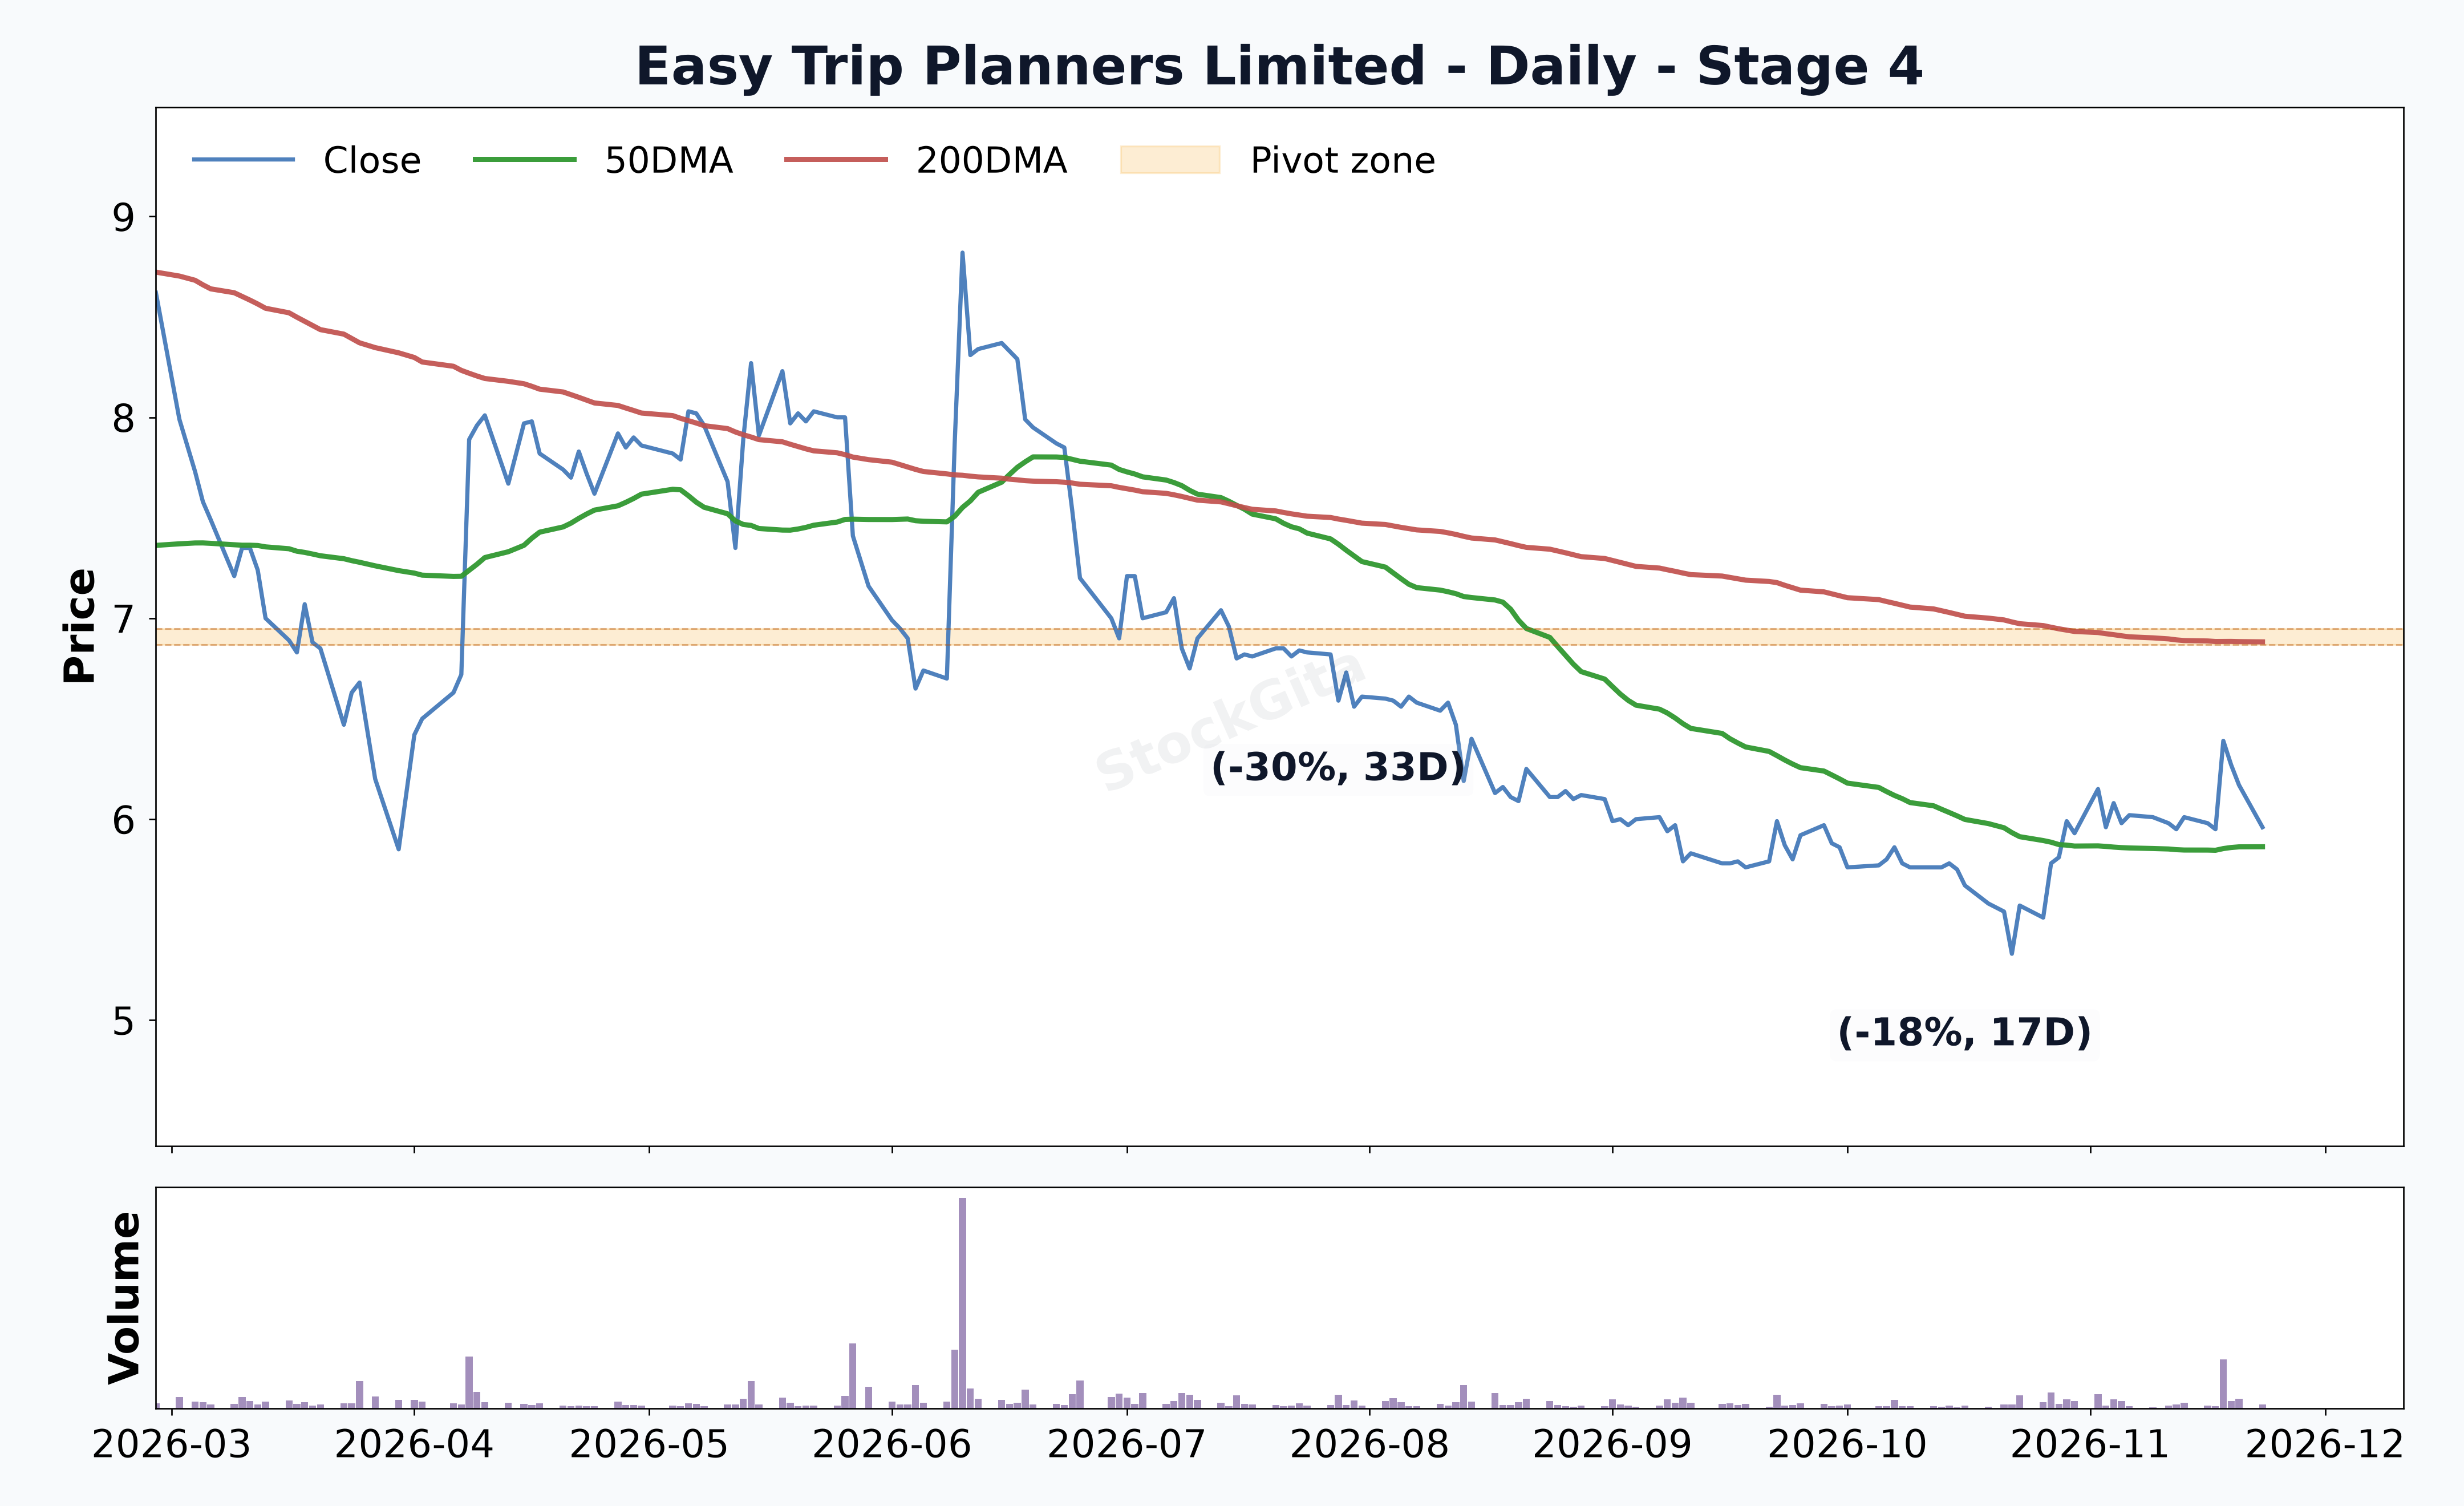 Easy Trip Planners Limited - Daily - Stage 4
Close 50DMA 200DMA Pivot zone
Price
9
8
7
6
5
StockGita
(-30%, 33D)
(-18%, 17D)
Volume
2026-03 2026-04 2026-05 2026-06 2026-07 2026-08 2026-09 2026-10 2026-11 2026-12